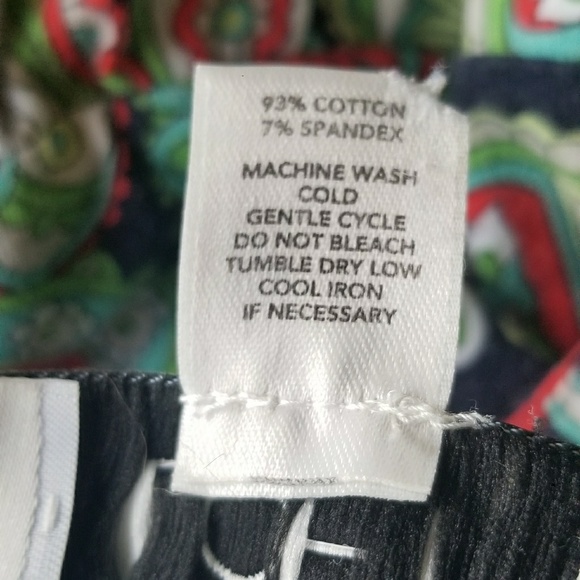 93% COTTON
7% SPANDEX
MACHINE WASH
COLD
GENTLE CYCLE
DO NOT BLEACH
TUMBLE DRY LOW
COOL IRON
IF NECESSARY